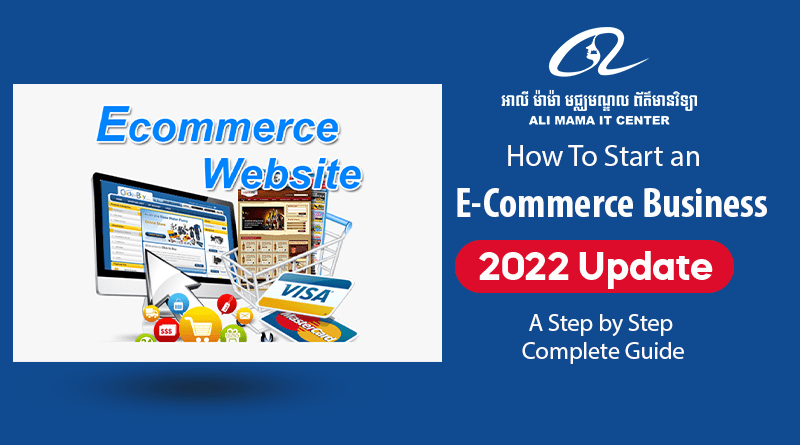 Ecommerce
Website
VISA
MasterCard
$$$
អាលី ម៉ាម៉ា មជ្ឈមណ្ឌល ព័ត៌មានវិទ្យា
ALI MAMA IT CENTER
How To Start an
E-Commerce Business
2022 Update
A Step by Step
Complete Guide